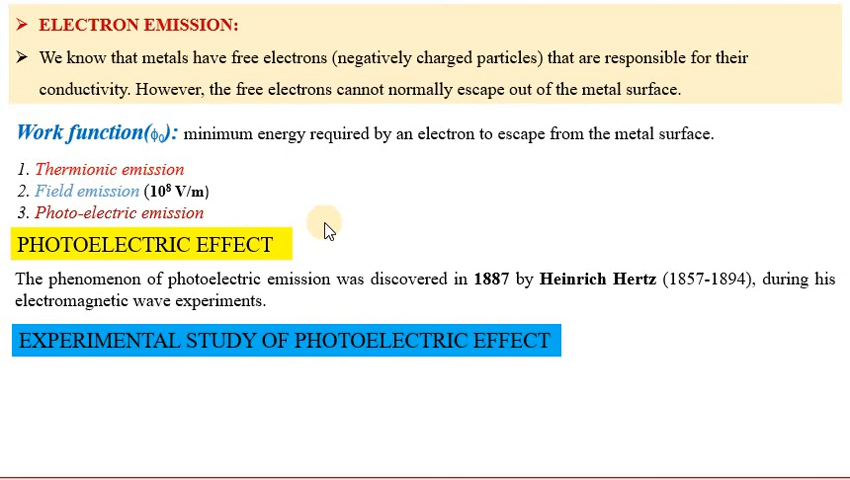 ➤ ELECTRON EMISSION:
➤ We know that metals have free electrons (negatively charged particles) that are responsible for their
conductivity. However, the free electrons cannot normally escape out of the metal surface.
Work function(ϕ₀): minimum energy required by an electron to escape from the metal surface.
1. Thermionic emission
2. Field emission (10⁸ V/m)
3. Photo-electric emission
PHOTOELECTRIC EFFECT
The phenomenon of photoelectric emission was discovered in 1887 by Heinrich Hertz (1857-1894), during his
electromagnetic wave experiments.
EXPERIMENTAL STUDY OF PHOTOELECTRIC EFFECT